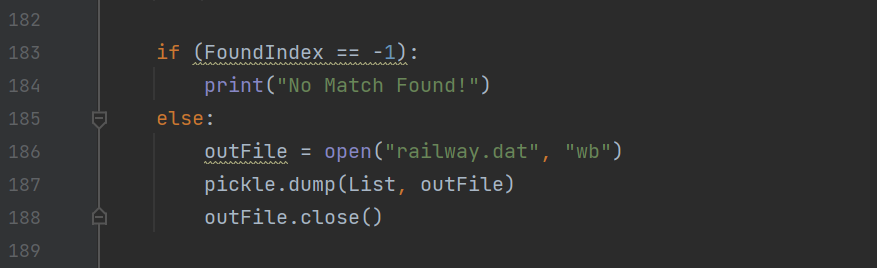 182
183 if (FoundIndex == -1):
184 print("No Match Found!")
185 else:
186 outFile = open("railway.dat", "wb")
187 pickle.dump(List, outFile)
188 outFile.close()
189